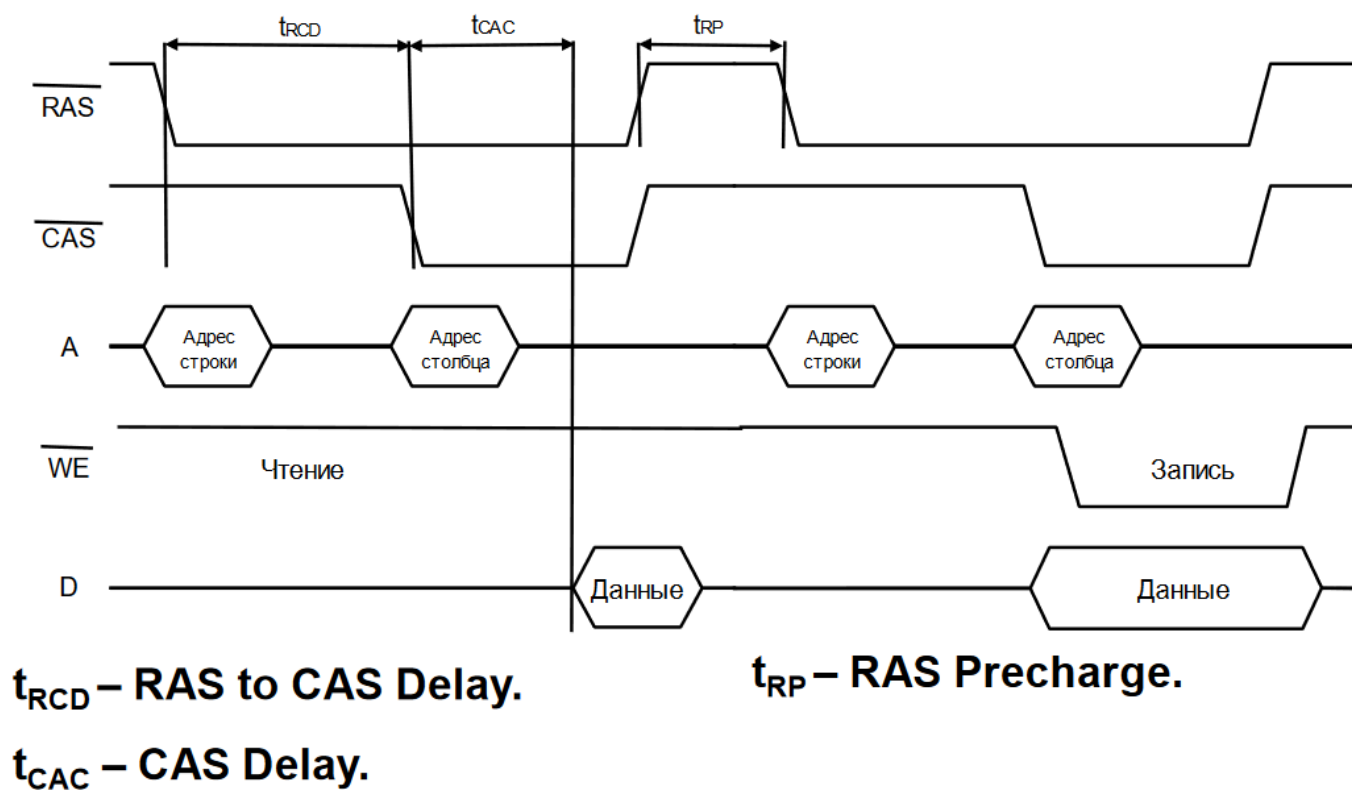 tRCD
tCAC
tRP
RAS
CAS
A
Адрес
строки
Адрес
столбца
Адрес
строки
Адрес
столбца
WE
Чтение
Запись
D
Данные
Данные
tRCD – RAS to CAS Delay.
tRP – RAS Precharge.
tCAC – CAS Delay.